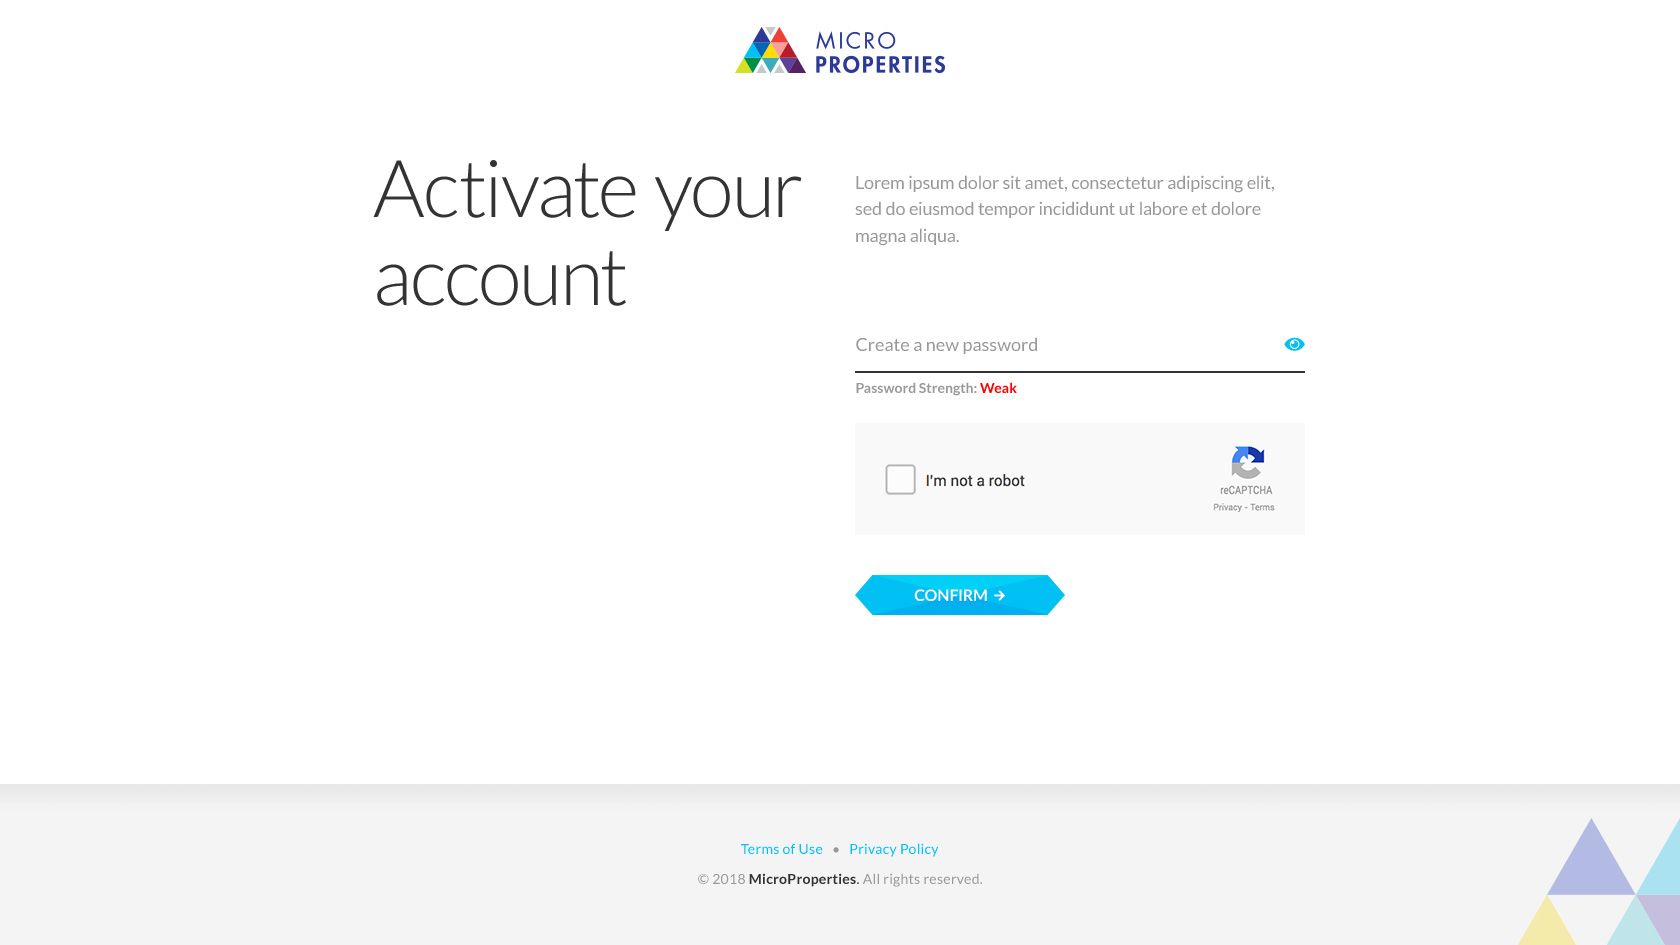 MICRO
PROPERTIES
Activate your
account
Lorem ipsum dolor sit amet, consectetur adipiscing elit,
sed do eiusmod tempor incididunt ut labore et dolore
magna aliqua.
Create a new password
Password Strength: Weak
I'm not a robot
reCAPTCHA
Privacy - Terms
CONFIRM →
Terms of Use • Privacy Policy
© 2018 MicroProperties. All rights reserved.